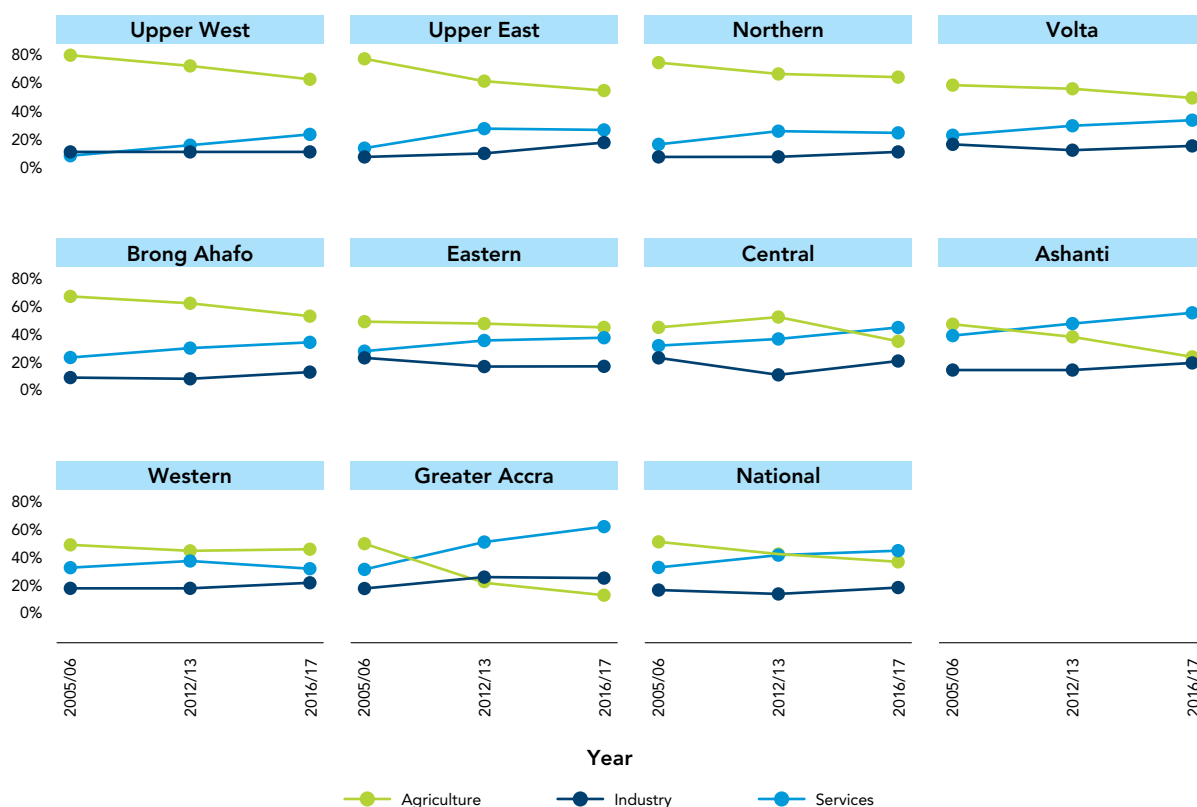 Upper West Upper East Northern Volta
80%
60%
40%
20%
0%
Brong Ahafo Eastern Central Ashanti
80%
60%
40%
20%
0%
Western Greater Accra National
80%
60%
40%
20%
0%
2005/06 2012/13 2016/17 2005/06 2012/13 2016/17 2005/06 2012/13 2016/17 2005/06 2012/13 2016/17
Year
Agriculture Industry Services